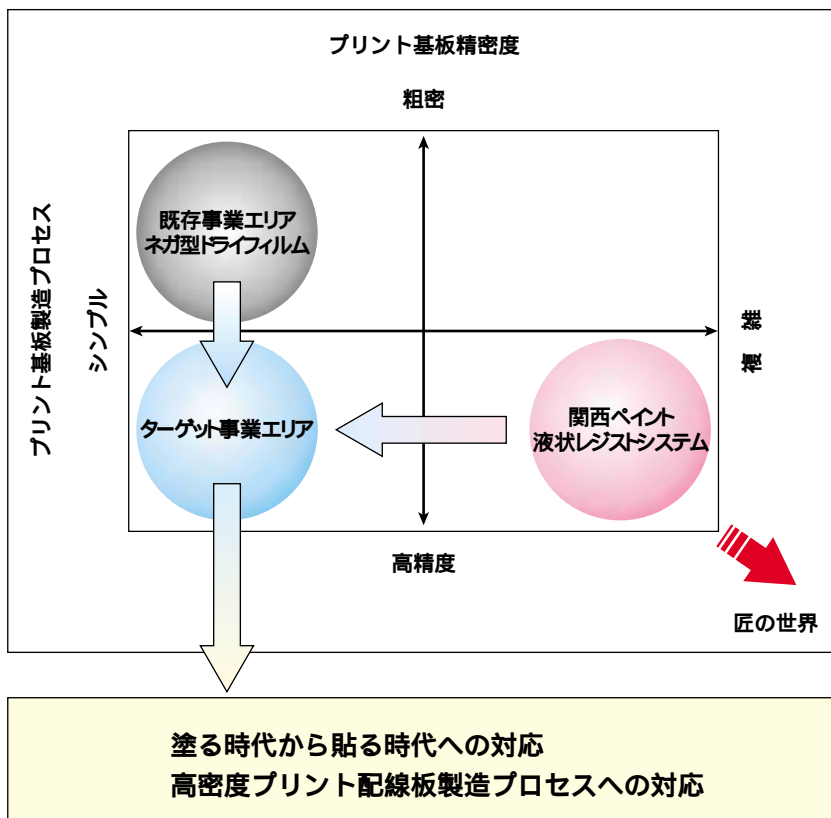 プリント基板精密度
粗密
既存事業エリア
ネガ型ドライフィルム
プリント基板製造プロセス
シンプル
複雑
ターゲット事業エリア
関西ペイント
液状レジストシステム
高精度
匠の世界
塗る時代から貼る時代への対応
高密度プリント配線板製造プロセスへの対応